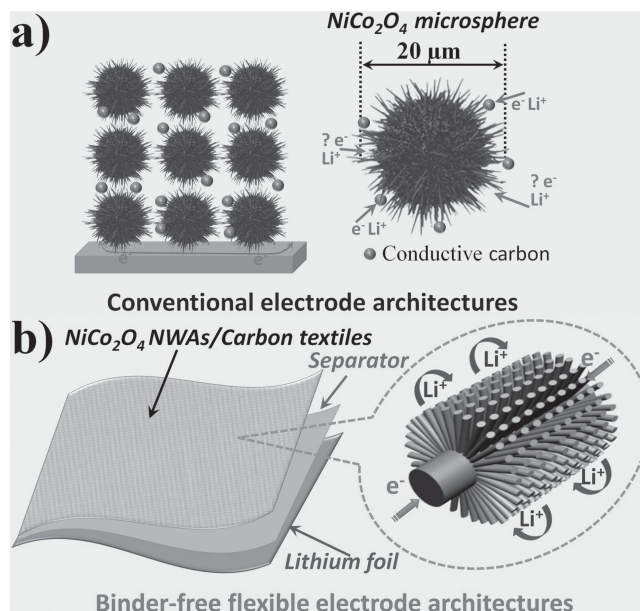 a)
NiCo₂O₄ microsphere
20 μm
e⁻ Li⁺
? e⁻
Li⁺
? e⁻
Li⁺
e⁻ Li⁺
Conductive carbon
e⁻
e⁻
Conventional electrode architectures
b)
NiCo₂O₄ NWAs/Carbon textiles
Separator
Li⁺
Li⁺
e⁻
e⁻
Li⁺
Li⁺
Lithium foil
Binder-free flexible electrode architectures